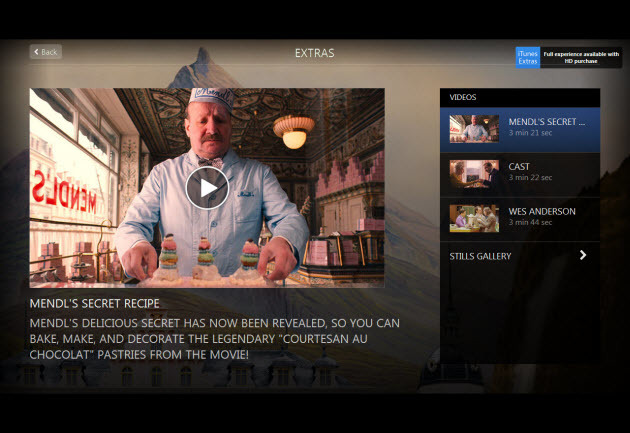 Back
EXTRAS
iTunes
Extras
Full experience available with
HD purchase
Mendl's
MENDL'S
VIDEOS
MENDL'S SECRET ...
3 min 21 sec
CAST
3 min 22 sec
WES ANDERSON
3 min 44 sec
STILLS GALLERY
MENDL'S SECRET RECIPE
MENDL'S DELICIOUS SECRET HAS NOW BEEN REVEALED, SO YOU CAN
BAKE, MAKE, AND DECORATE THE LEGENDARY "COURTESAN AU
CHOCOLAT" PASTRIES FROM THE MOVIE!